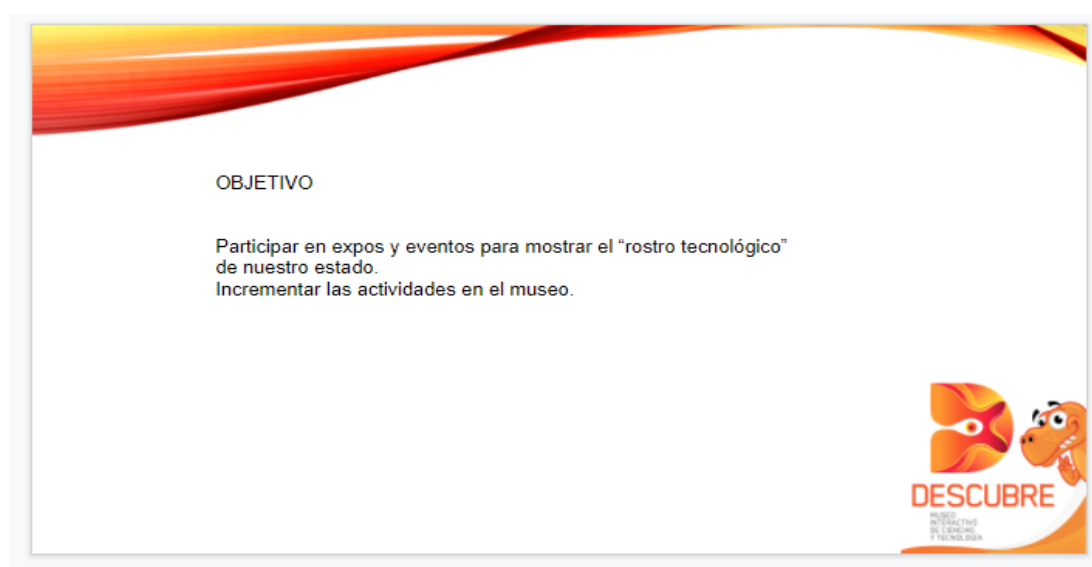 OBJETIVO
Participar en expos y eventos para mostrar el “rostro tecnológico”
de nuestro estado.
Incrementar las actividades en el museo.
DESCUBRE
MUSEO
INTERACTIVO
DE CIENCIAS
Y TECNOLOGÍA